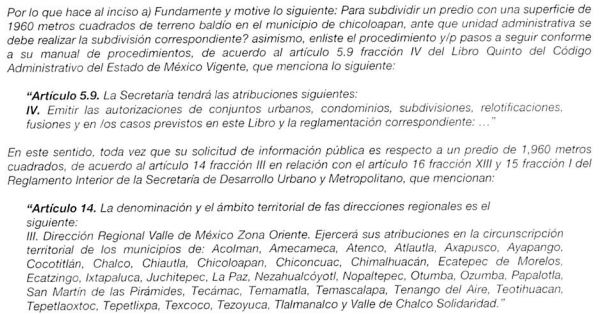 Por lo que hace al inciso a) Fundamente y motive lo siguiente: Para subdividir un predio con una superficie de
1960 metros cuadrados de terreno baldío en el municipio de chicoloapan, ante que unidad administrativa se
debe realizar la subdivisión correspondiente? asimismo, enliste el procedimiento y/p pasos a seguir conforme
a su manual de procedimientos, de acuerdo al artículo 5.9 fracción IV del Libro Quinto del Código
Administrativo del Estado de México Vigente, que menciona lo siguiente:
"Artículo 5.9. La Secretaría tendrá las atribuciones siguientes:
IV. Emitir las autorizaciones de conjuntos urbanos, condominios, subdivisiones, relotificaciones,
fusiones y en /os casos previstos en este Libro y la reglamentación correspondiente: ..."
En este sentido, toda vez que su solicitud de información pública es respecto a un predio de 1,960 metros
cuadrados, de acuerdo al artículo 14 fracción III en relación con el artículo 16 fracción XIII y 15 fracción I del
Reglamento Interior de la Secretaría de Desarrollo Urbano y Metropolitano, que mencionan:
"Artículo 14. La denominación y el ámbito territorial de fas direcciones regionales es el
siguiente:
III. Dirección Regional Valle de México Zona Oriente. Ejercerá sus atribuciones en la circunscripción
territorial de los municipios de: Acolman, Amecameca, Atenco, Atlautla, Axapusco, Ayapango,
Cocotitlán, Chalco, Chiautla, Chicoloapan, Chiconcuac, Chimalhuacán, Ecatepec de Morelos,
Ecatzingo, Ixtapaluca, Juchitepec, La Paz, Nezahualcóyotl, Nopaltepec, Otumba, Ozumba, Papalotla,
San Martín de las Pirámides, Tecámac, Temamatla, Temascalapa, Tenango del Aire, Teotihuacan,
Tepetlaoxtoc, Tepetlixpa, Texcoco, Tezoyuca, Tlalmanalco y Valle de Chalco Solidaridad."